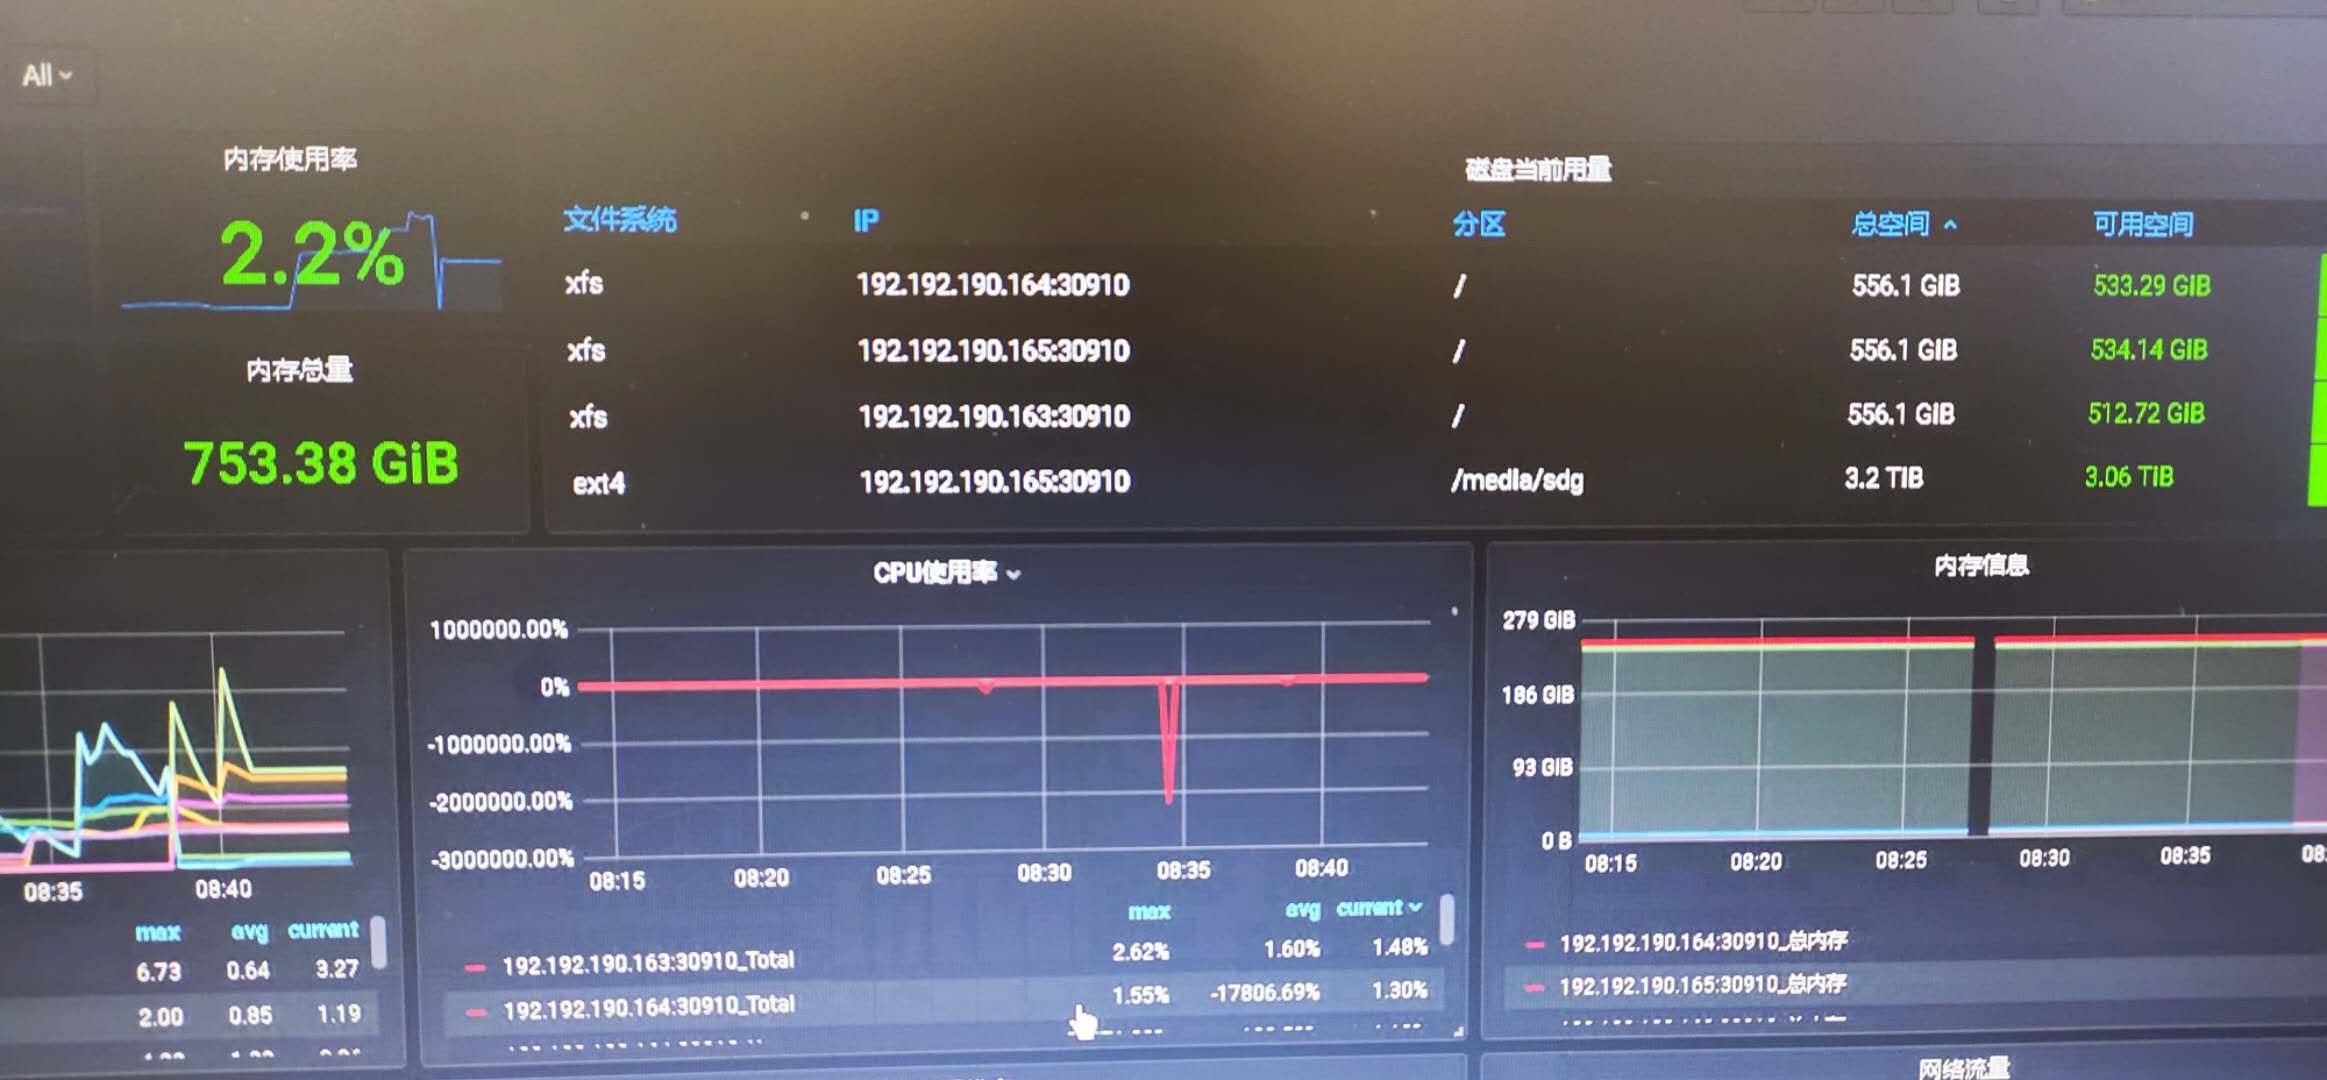 All
内存使用率
2.2%
内存总量
753.38 GiB
磁盘当前用量
文件系统 IP 分区 总空间 可用空间
xfs 192.192.190.164:30910 / 556.1 GiB 533.29 GiB
xfs 192.192.190.165:30910 / 556.1 GiB 534.14 GiB
xfs 192.192.190.163:30910 / 556.1 GiB 512.72 GiB
ext4 192.192.190.165:30910 /media/sdg 3.2 TiB 3.06 TiB
08:35 08:40
max avg current
6.73 0.64 3.27
2.00 0.85 1.19
CPU使用率
1000000.00%
0%
-1000000.00%
-2000000.00%
-3000000.00%
08:15 08:20 08:25 08:30 08:35 08:40
max avg current
192.192.190.163:30910_Total 2.62% 1.60% 1.48%
192.192.190.164:30910_Total 1.55% -17806.69% 1.30%
内存信息
279 GiB
186 GiB
93 GiB
0 B
08:15 08:20 08:25 08:30 08:35 08:
192.192.190.164:30910_总内存
192.192.190.165:30910_总内存
网络流量